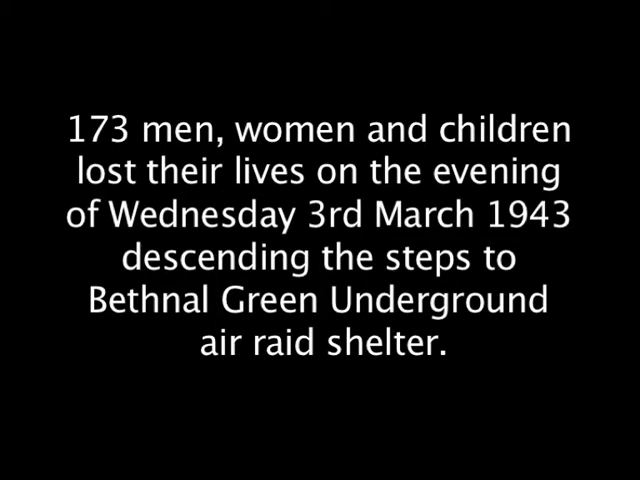 173 men, women and children
lost their lives on the evening
of Wednesday 3rd March 1943
descending the steps to
Bethnal Green Underground
air raid shelter.